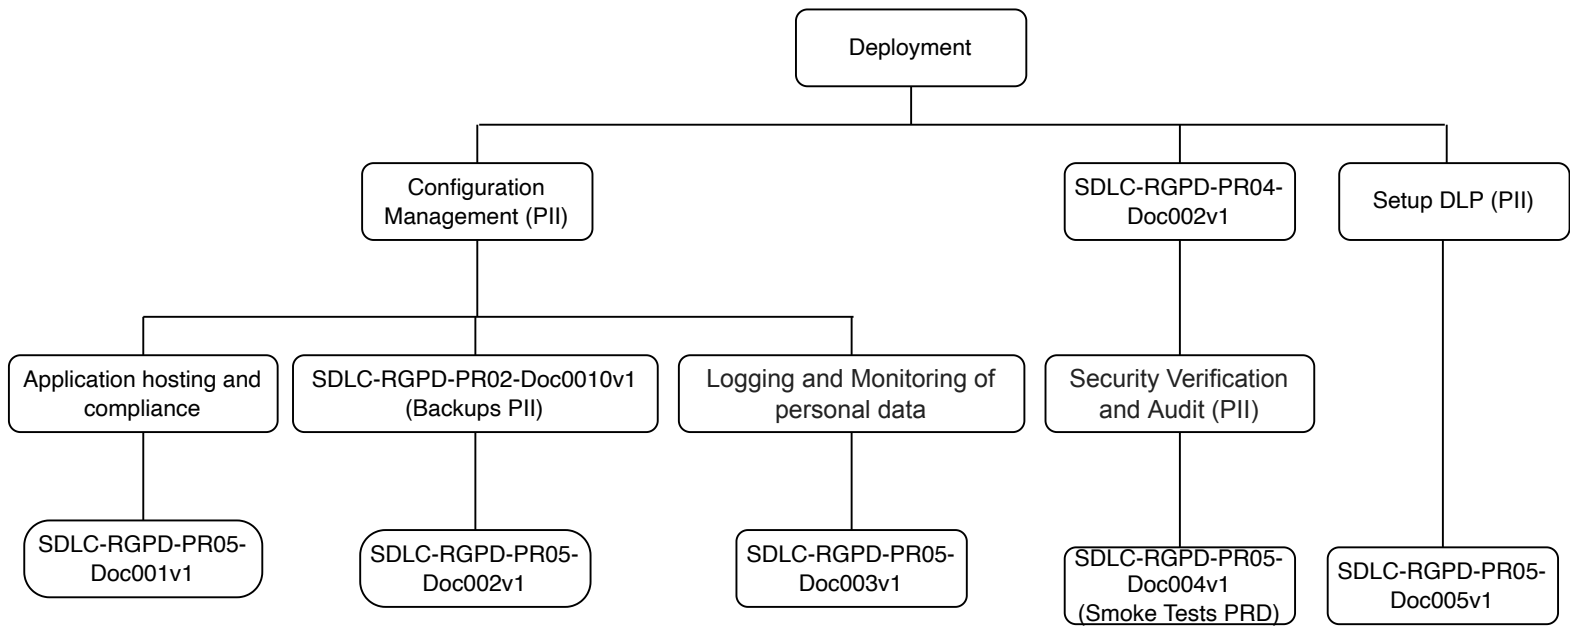 Deployment
Configuration
Management (PII)
SDLC-RGPD-PR04-
Doc002v1
Setup DLP (PII)
Application hosting and
compliance
SDLC-RGPD-PR02-Doc0010v1
(Backups PII)
Logging and Monitoring of
personal data
Security Verification
and Audit (PII)
SDLC-RGPD-PR05-
Doc001v1
SDLC-RGPD-PR05-
Doc002v1
SDLC-RGPD-PR05-
Doc003v1
SDLC-RGPD-PR05-
Doc004v1
(Smoke Tests PRD)
SDLC-RGPD-PR05-
Doc005v1